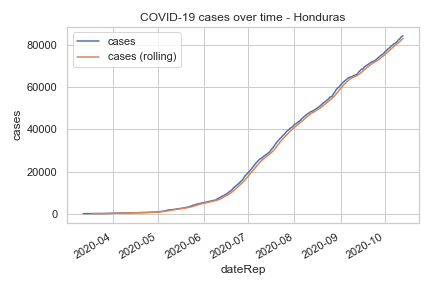 COVID-19 cases over time - Honduras
cases
cases (rolling)
80000
60000
40000
20000
0
cases
2020-04
2020-05
2020-06
2020-07
2020-08
2020-09
2020-10
dateRep